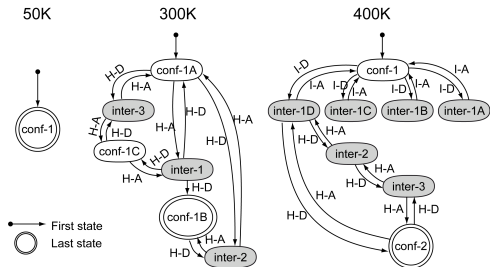 50K
300K
400K
conf-1A
conf-1
H-D
H-A
I-D
I-A
I-D
I-A
I-D
I-A
I-D
I-A
inter-3
H-A
H-D
inter-1D
inter-1C
inter-1B
inter-1A
conf-1
H-A
H-D
H-D
H-A
H-A
conf-1C
H-D
H-A
inter-1
H-D
H-D
inter-2
H-A
H-D
inter-3
H-A
H-D
H-A
H-D
conf-1B
First state
Last state
H-D
H-A
inter-2
conf-2